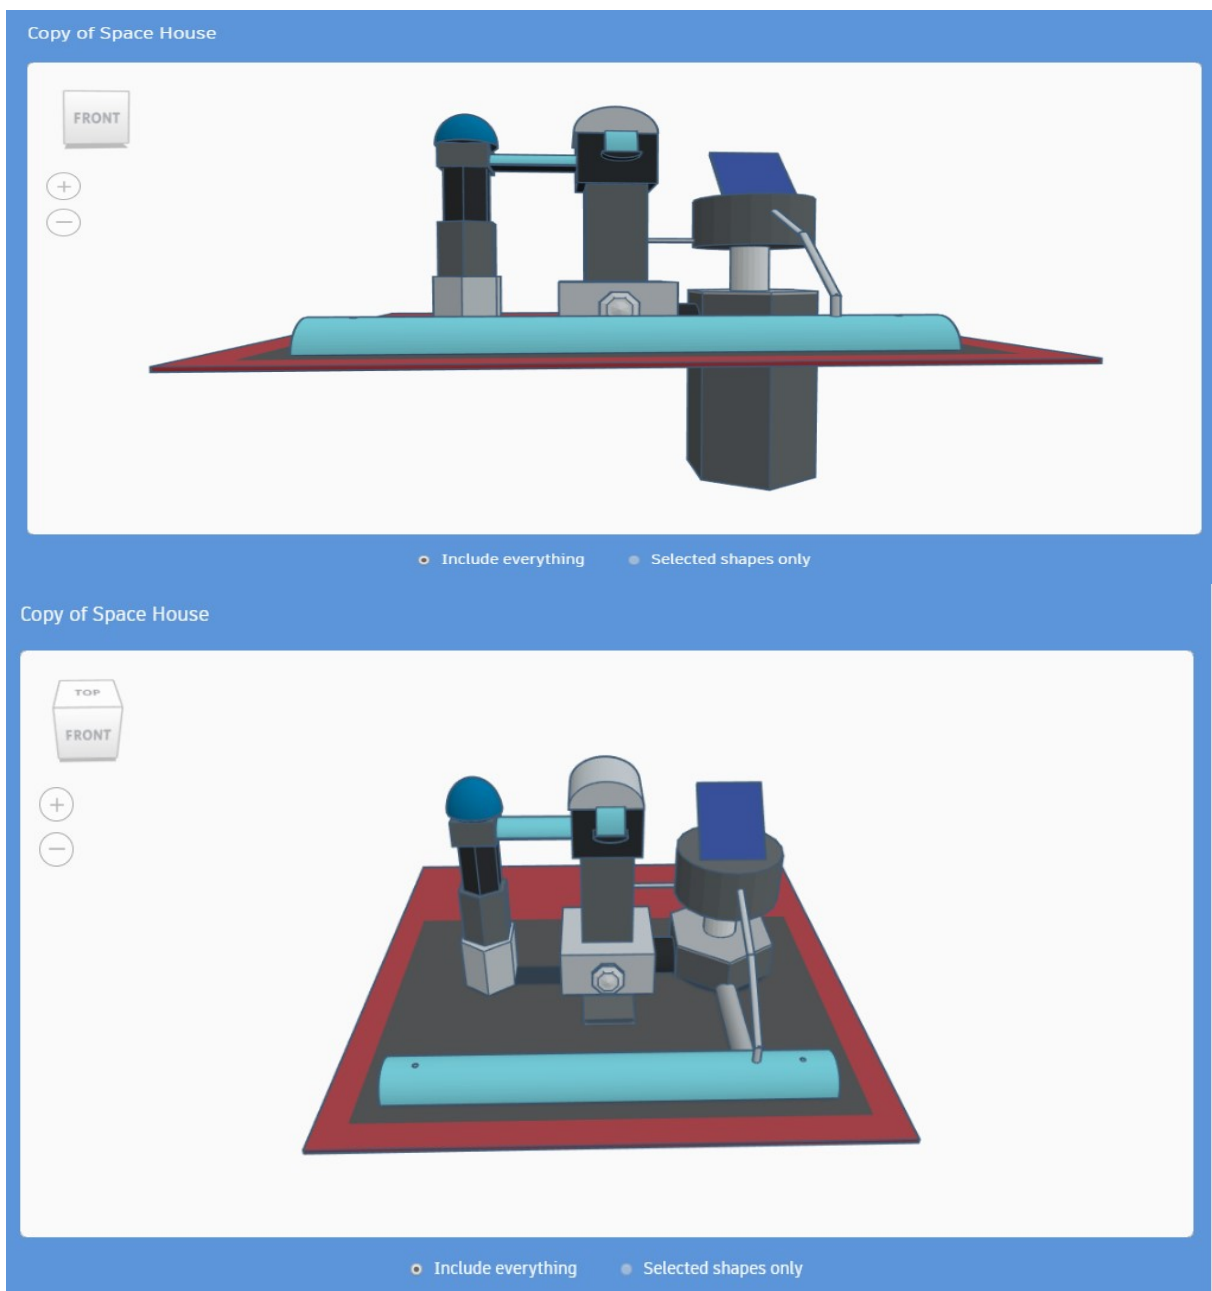 Copy of Space House
FRONT
+
−
Include everything
Selected shapes only
Copy of Space House
TOP
FRONT
+
−
Include everything
Selected shapes only